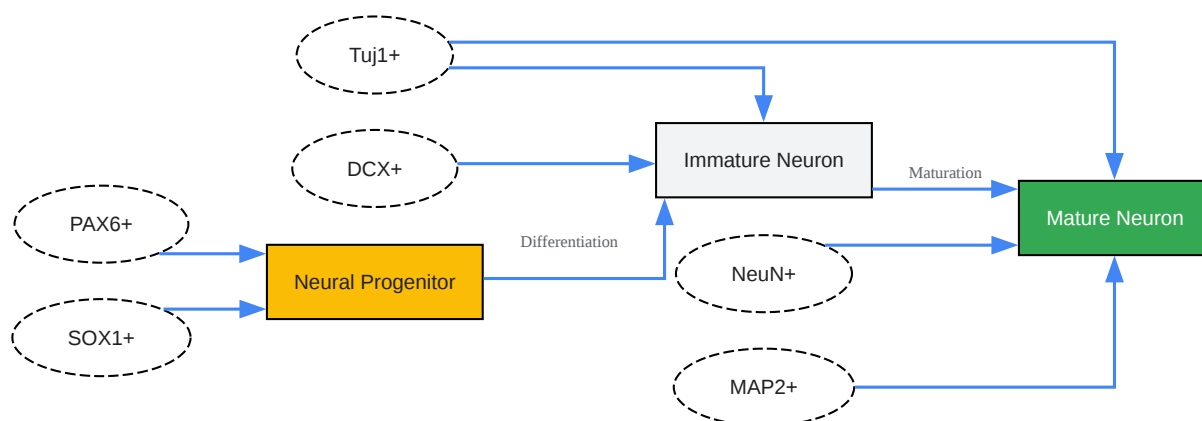 Tuj1+
Immature Neuron
DCX+
Maturation
PAX6+
Mature Neuron
Differentiation
Neural Progenitor
NeuN+
SOX1+
MAP2+